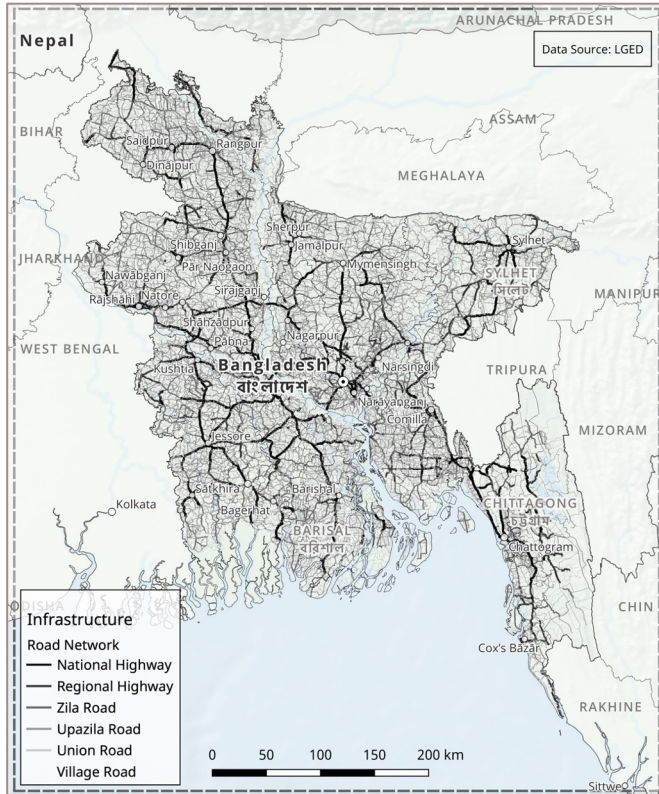 ARUNACHAL PRADESH
Nepal
Data Source: LGED
ASSAM
BIHAR
Saidpur
Rangpur
Dinajpur
MEGHALAYA
Sherpur
Shibganj
Jamalpur
Sylhet
JHARKHAND
Par Naogaon
Mymensingh
SYLHET
সিলেট
Nawabganj
Rajshahi
Natore
Sirajganj
MANIPUR
Shahzadpur
Nagarpur
Pabna
WEST BENGAL
Kushtia
Bangladesh
বাংলাদেশ
Narsingdi
TRIPURA
Narayanganj
Comilla
MIZORAM
Jessore
Satkhira
Barishal
Kolkata
Bagerhat
CHITTAGONG
চট্টগ্রাম
BARISAL
বরিশাল
Chattogram
ODISHA
CHIN
Infrastructure
Road Network
National Highway
Regional Highway
Zila Road
Upazila Road
Union Road
Village Road
Cox's Bazar
RAKHINE
0 50 100 150 200 km
Sittwe